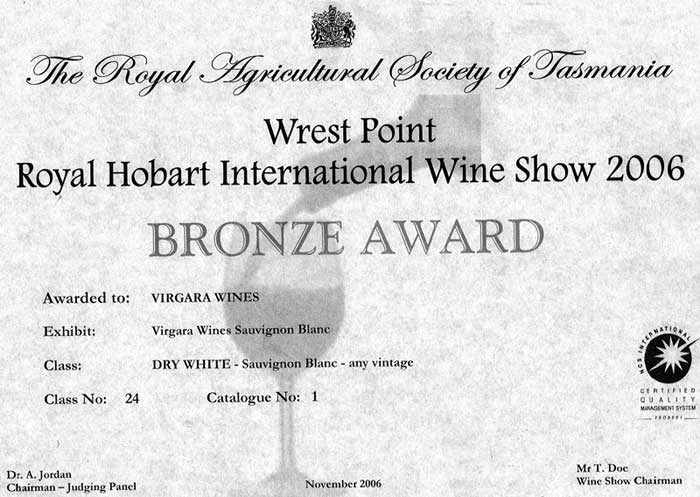 The Royal Agricultural Society of Tasmania
Wrest Point
Royal Hobart International Wine Show 2006
BRONZE AWARD
Awarded to: VIRGARA WINES
Exhibit: Virgara Wines Sauvignon Blanc
Class: DRY WHITE - Sauvignon Blanc - any vintage
Class No: 24 Catalogue No: 1
NCS INTERNATIONAL
CERTIFIED
QUALITY
MANAGEMENT SYSTEM
Dr. A. Jordan
Chairman – Judging Panel
November 2006
Mr T. Doe
Wine Show Chairman